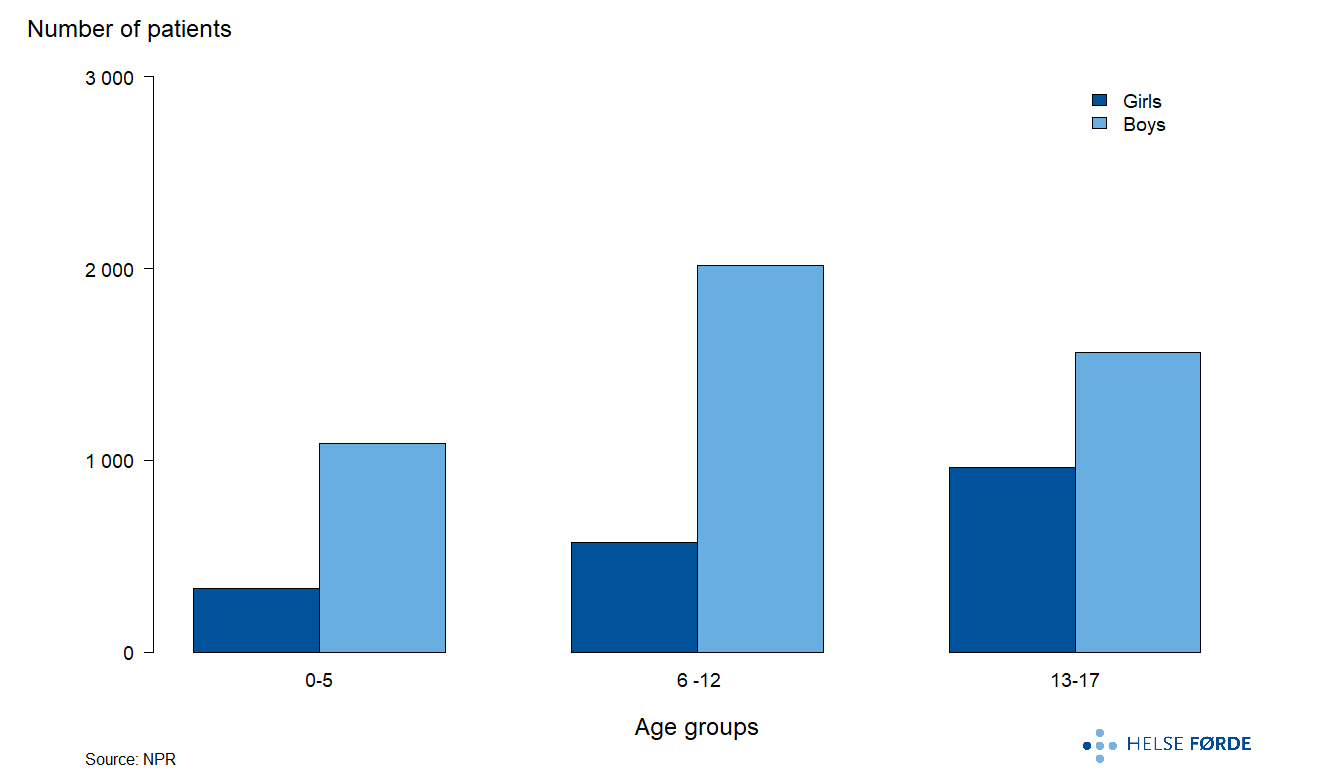 Number of patients
3 000
Girls
Boys
2 000
1 000
0
0-5
6 -12
13-17
Age groups
HELSE FØRDE
Source: NPR